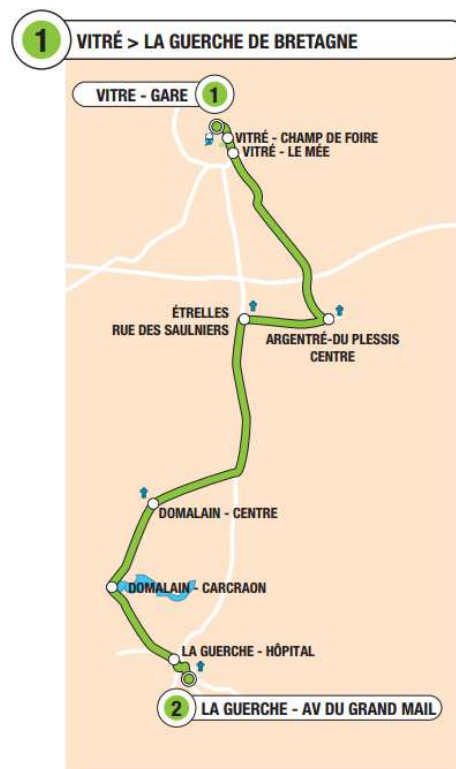 1 VITRÉ > LA GUERCHE DE BRETAGNE
VITRE - GARE 1
VITRÉ - CHAMP DE FOIRE
VITRÉ - LE MÉE
ÉTRELLES
RUE DES SAULNIERS
ARGENTRÉ-DU PLESSIS
CENTRE
DOMALAIN - CENTRE
DOMALAIN - CARCRAON
LA GUERCHE - HÔPITAL
2 LA GUERCHE - AV DU GRAND MAIL